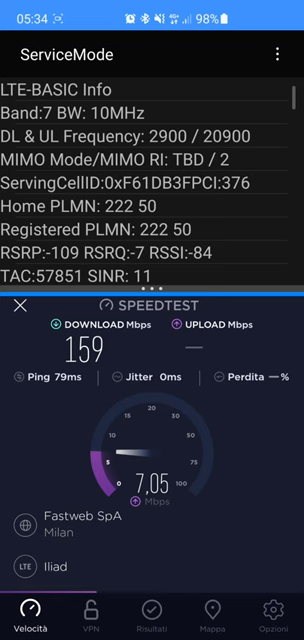 05:34 4G+ 98%
ServiceMode
LTE-BASIC Info
Band:7 BW: 10MHz
DL & UL Frequency: 2900 / 20900
MIMO Mode/MIMO RI: TBD / 2
ServingCellID:0xF61DB3FPCI:376
Home PLMN: 222 50
Registered PLMN: 222 50
RSRP:-109 RSRQ:-7 RSSI:-84
TAC:57851 SINR: 11
SPEEDTEST
DOWNLOAD Mbps UPLOAD Mbps
159 —
Ping 79ms Jitter 0ms Perdita —%
0 5 10 15 20 30 50 60 100
7,05
Mbps
Fastweb SpA
Milan
LTE Iliad
Velocità VPN Risultati Mappa Opzioni